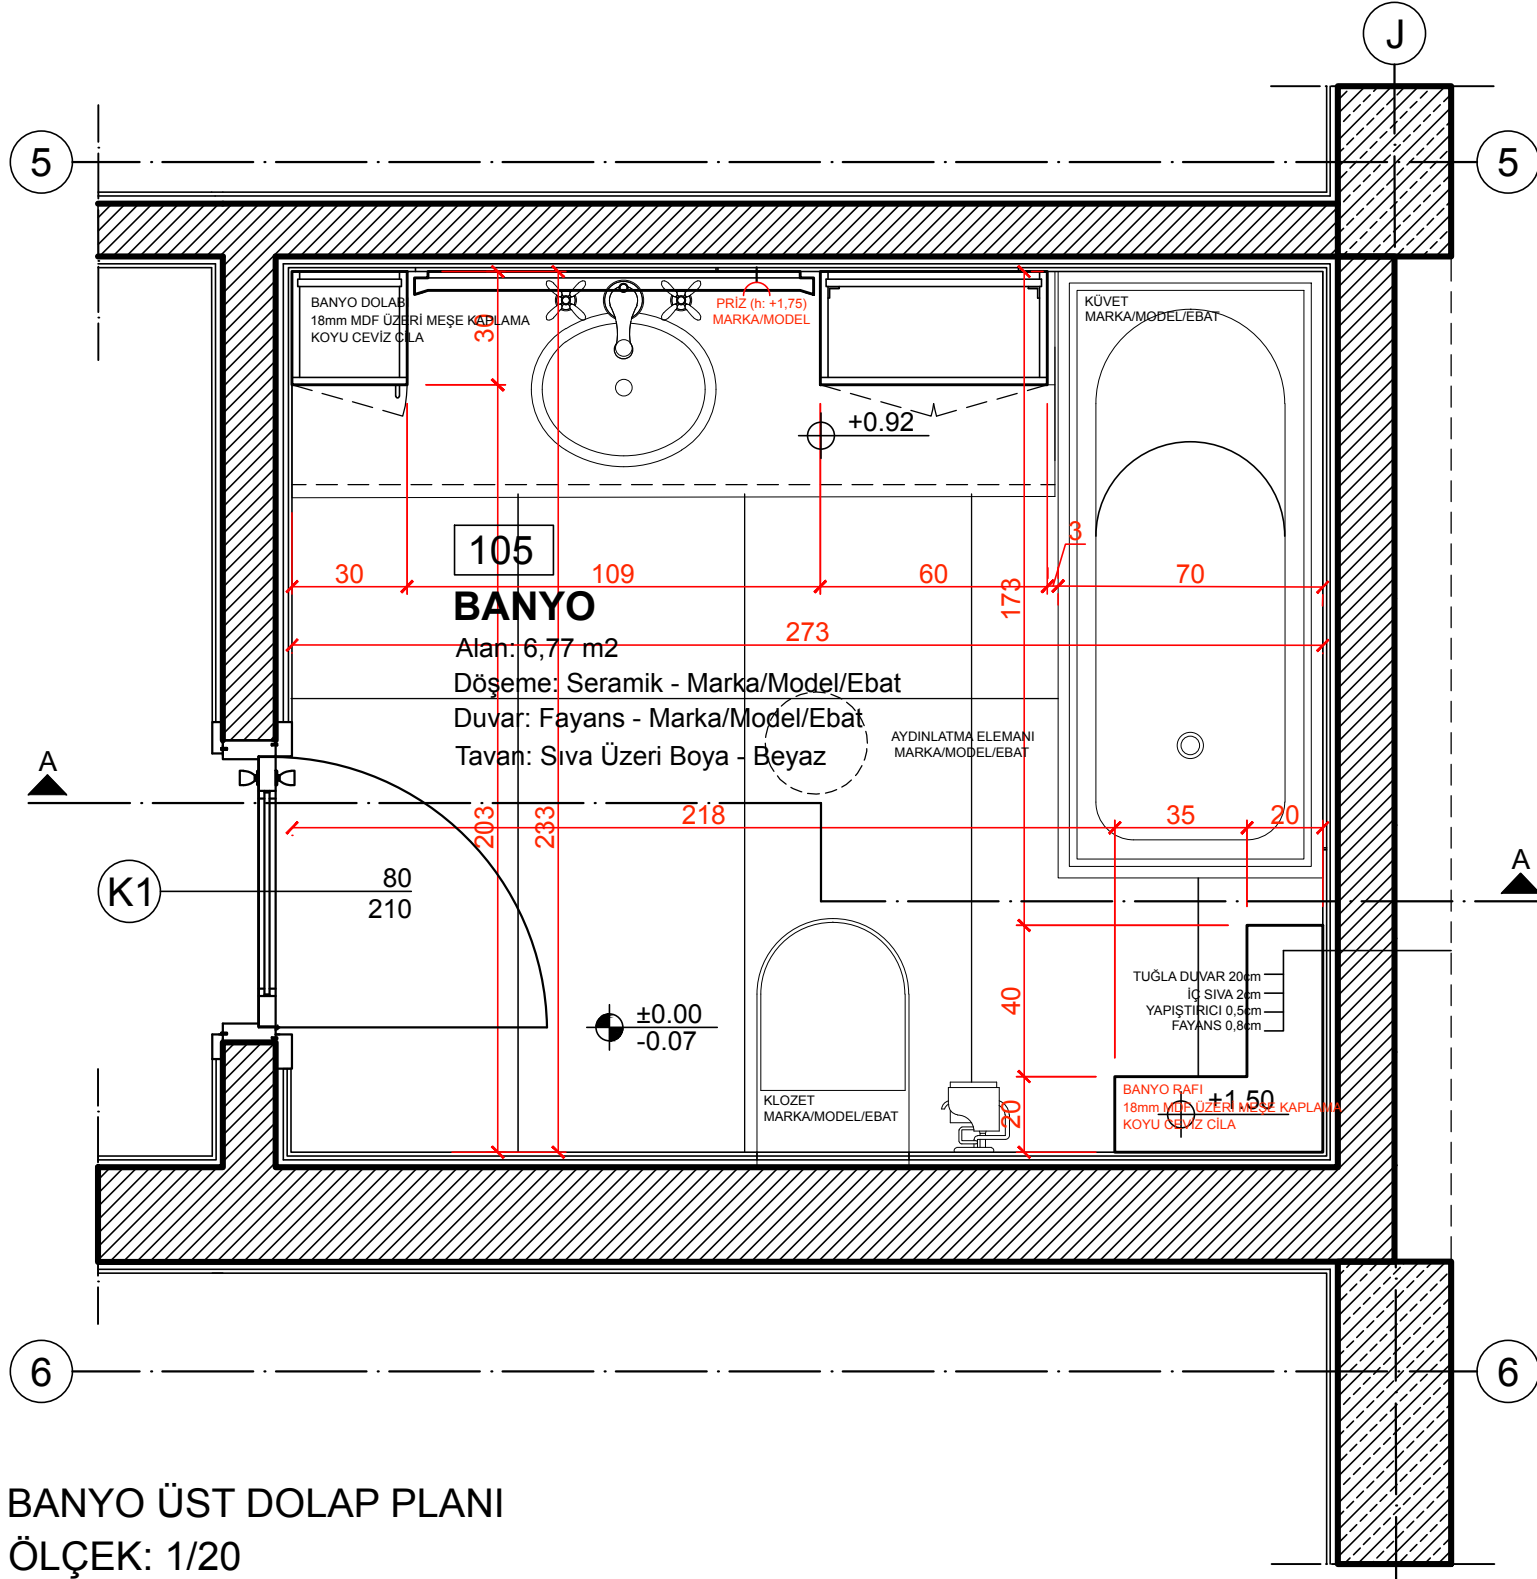 J
5
5
BANYO DOLABI
18mm MDF ÜZERİ MEŞE KAPLAMA
KOYU CEVİZ CİLA
30
PRİZ (h: +1,75)
MARKA/MODEL
KÜVET
MARKA/MODEL/EBAT
+0.92
105
3
30
109
60
173
70
BANYO
273
Alan: 6,77 m2
Döşeme: Seramik - Marka/Model/Ebat
Duvar: Fayans - Marka/Model/Ebat
Tavan: Sıva Üzeri Boya - Beyaz
AYDINLATMA ELEMANI
MARKA/MODEL/EBAT
A
203
233
218
35
20
A
K1
80
210
TUĞLA DUVAR 20cm
İÇ SIVA 2cm
YAPIŞTIRICI 0,5cm
FAYANS 0,8cm
40
±0.00
-0.07
KLOZET
MARKA/MODEL/EBAT
20
BANYO RAFI
18mm MDF ÜZERİ MEŞE KAPLAMA
KOYU CEVİZ CİLA
+1.50
6
6
BANYO ÜST DOLAP PLANI
ÖLÇEK: 1/20